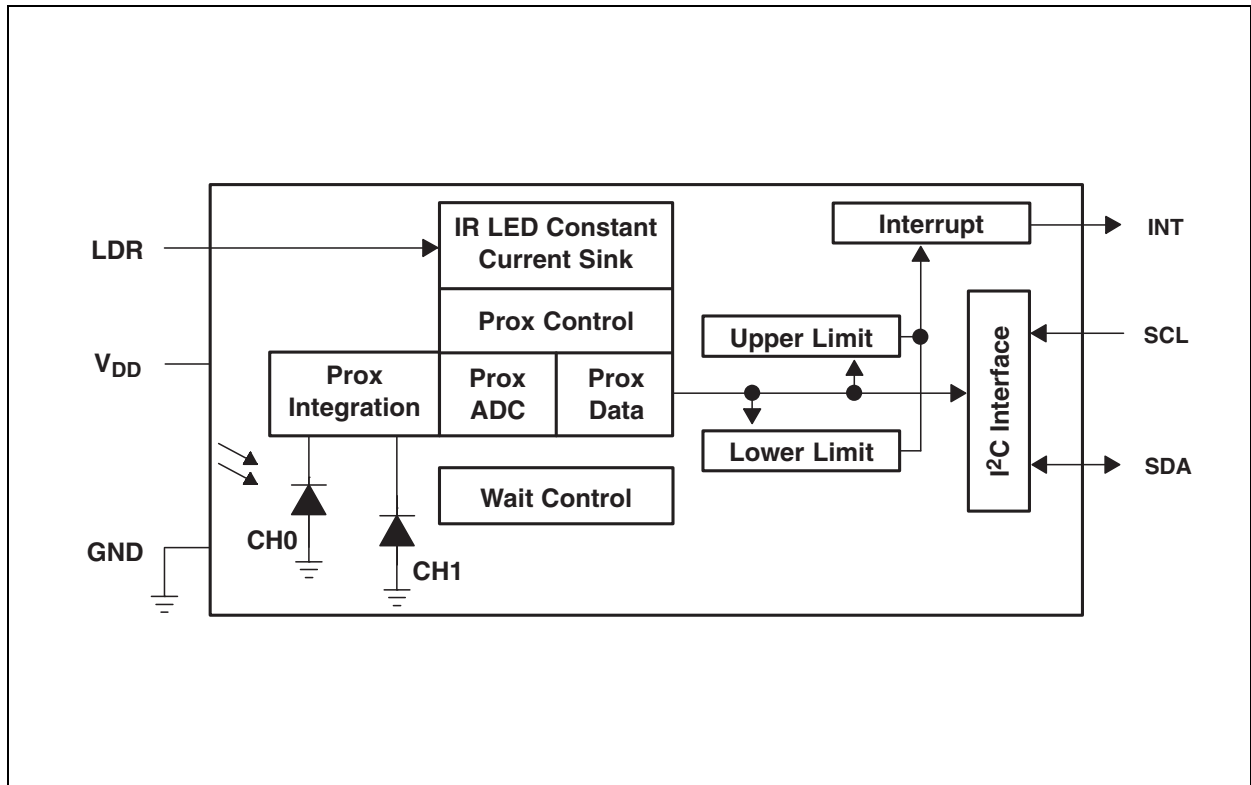 LDR
V_DD
GND
IR LED Constant
Current Sink
Prox Control
Prox
Integration
Prox
ADC
Prox
Data
Wait Control
CH0
CH1
Upper Limit
Lower Limit
Interrupt
I²C Interface
INT
SCL
SDA